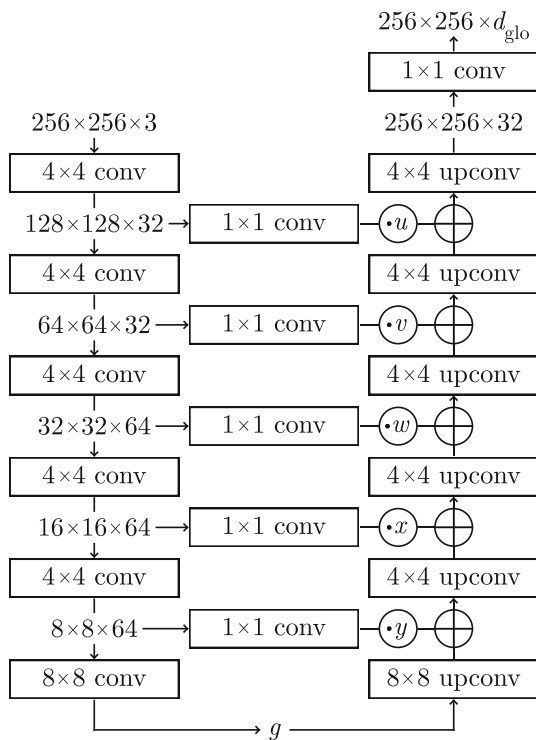 256×256×d_glo
1×1 conv
256×256×3
256×256×32
4×4 conv
4×4 upconv
128×128×32
1×1 conv
·u
4×4 conv
4×4 upconv
64×64×32
1×1 conv
·v
4×4 conv
4×4 upconv
32×32×64
1×1 conv
·w
4×4 conv
4×4 upconv
16×16×64
1×1 conv
·x
4×4 conv
4×4 upconv
8×8×64
1×1 conv
·y
8×8 conv
8×8 upconv
g